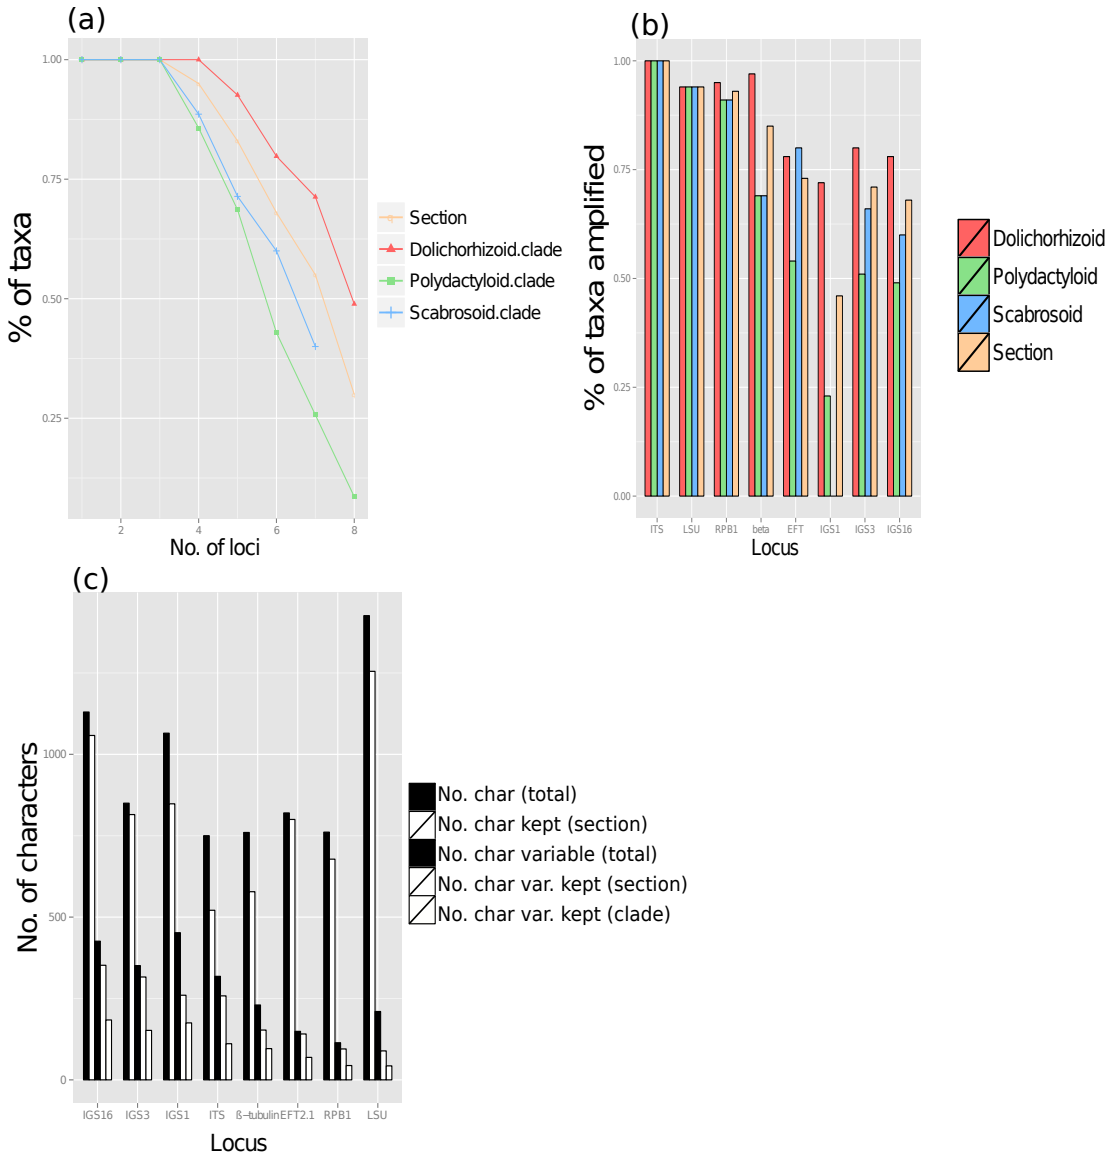 (a)
1.00
0.75
0.50
0.25
% of taxa
2
4
6
8
No. of loci
Section
Dolichorhizoid.clade
Polydactyloid.clade
Scabrosoid.clade
(b)
1.00
0.75
0.50
0.25
0.00
% of taxa amplified
ITS
LSU
RPB1
beta
EFT
IGS1
IGS3
IGS16
Locus
Dolichorhizoid
Polydactyloid
Scabrosoid
Section
(c)
1000
500
0
No. of characters
IGS16
IGS3
IGS1
ITS
ß-tubulin
EFT2.1
RPB1
LSU
Locus
No. char (total)
No. char kept (section)
No. char variable (total)
No. char var. kept (section)
No. char var. kept (clade)